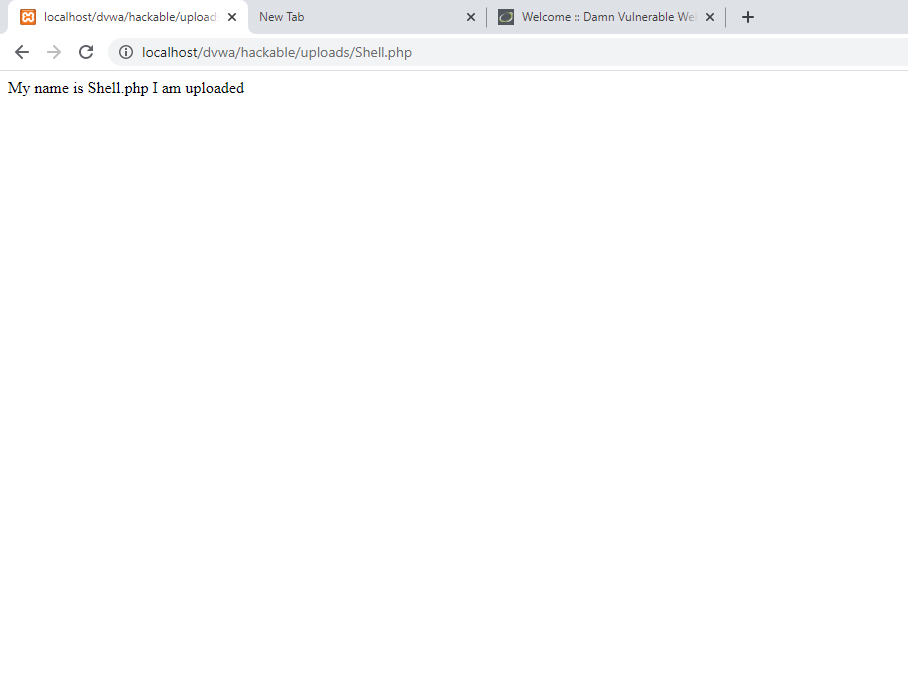 localhost/dvwa/hackable/upload
New Tab
Welcome :: Damn Vulnerable We
localhost/dvwa/hackable/uploads/Shell.php
My name is Shell.php I am uploaded